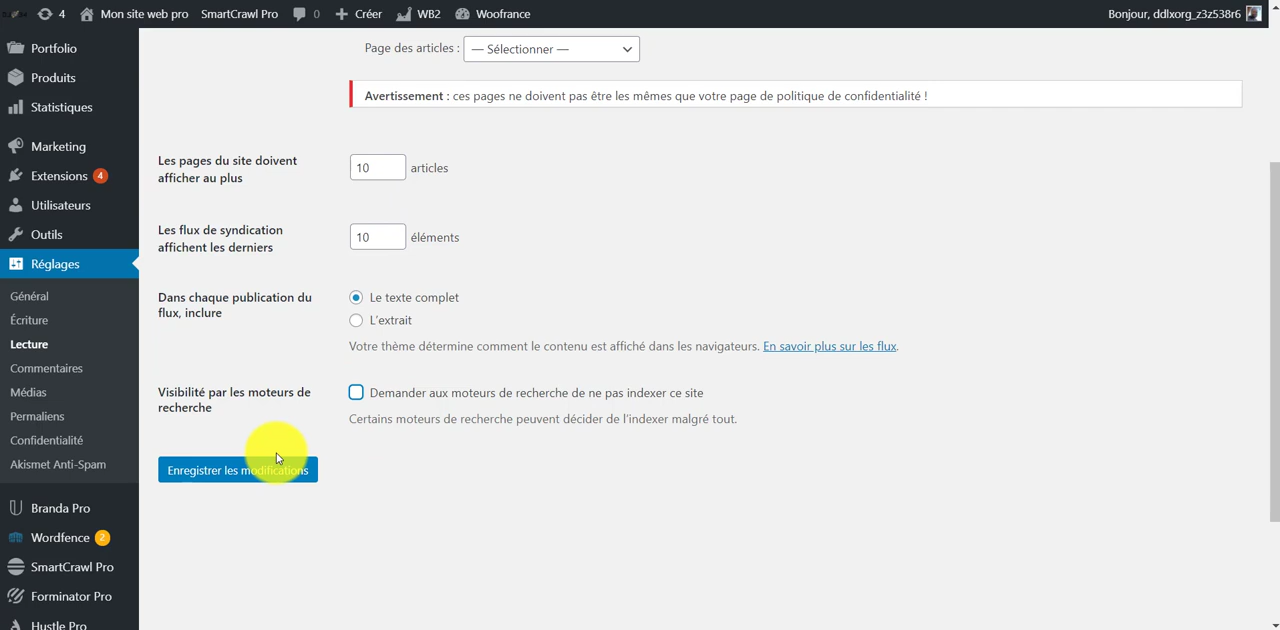 4 Mon site web pro SmartCrawl Pro 0 Créer WB2 Woofrance Bonjour, ddlxorg_z3z538r6
Portfolio
Produits
Statistiques
Marketing
Extensions 4
Utilisateurs
Outils
Réglages
Général
Écriture
Lecture
Commentaires
Médias
Permaliens
Confidentialité
Akismet Anti-Spam
Branda Pro
Wordfence 2
SmartCrawl Pro
Forminator Pro
Hustle Pro
Page des articles : — Sélectionner —
Avertissement : ces pages ne doivent pas être les mêmes que votre page de politique de confidentialité !
Les pages du site doivent
afficher au plus
10 articles
Les flux de syndication
affichent les derniers
10 éléments
Dans chaque publication du
flux, inclure
Le texte complet
L'extrait
Votre thème détermine comment le contenu est affiché dans les navigateurs. En savoir plus sur les flux.
Visibilité par les moteurs de
recherche
Demander aux moteurs de recherche de ne pas indexer ce site
Certains moteurs de recherche peuvent décider de l'indexer malgré tout.
Enregistrer les modifications